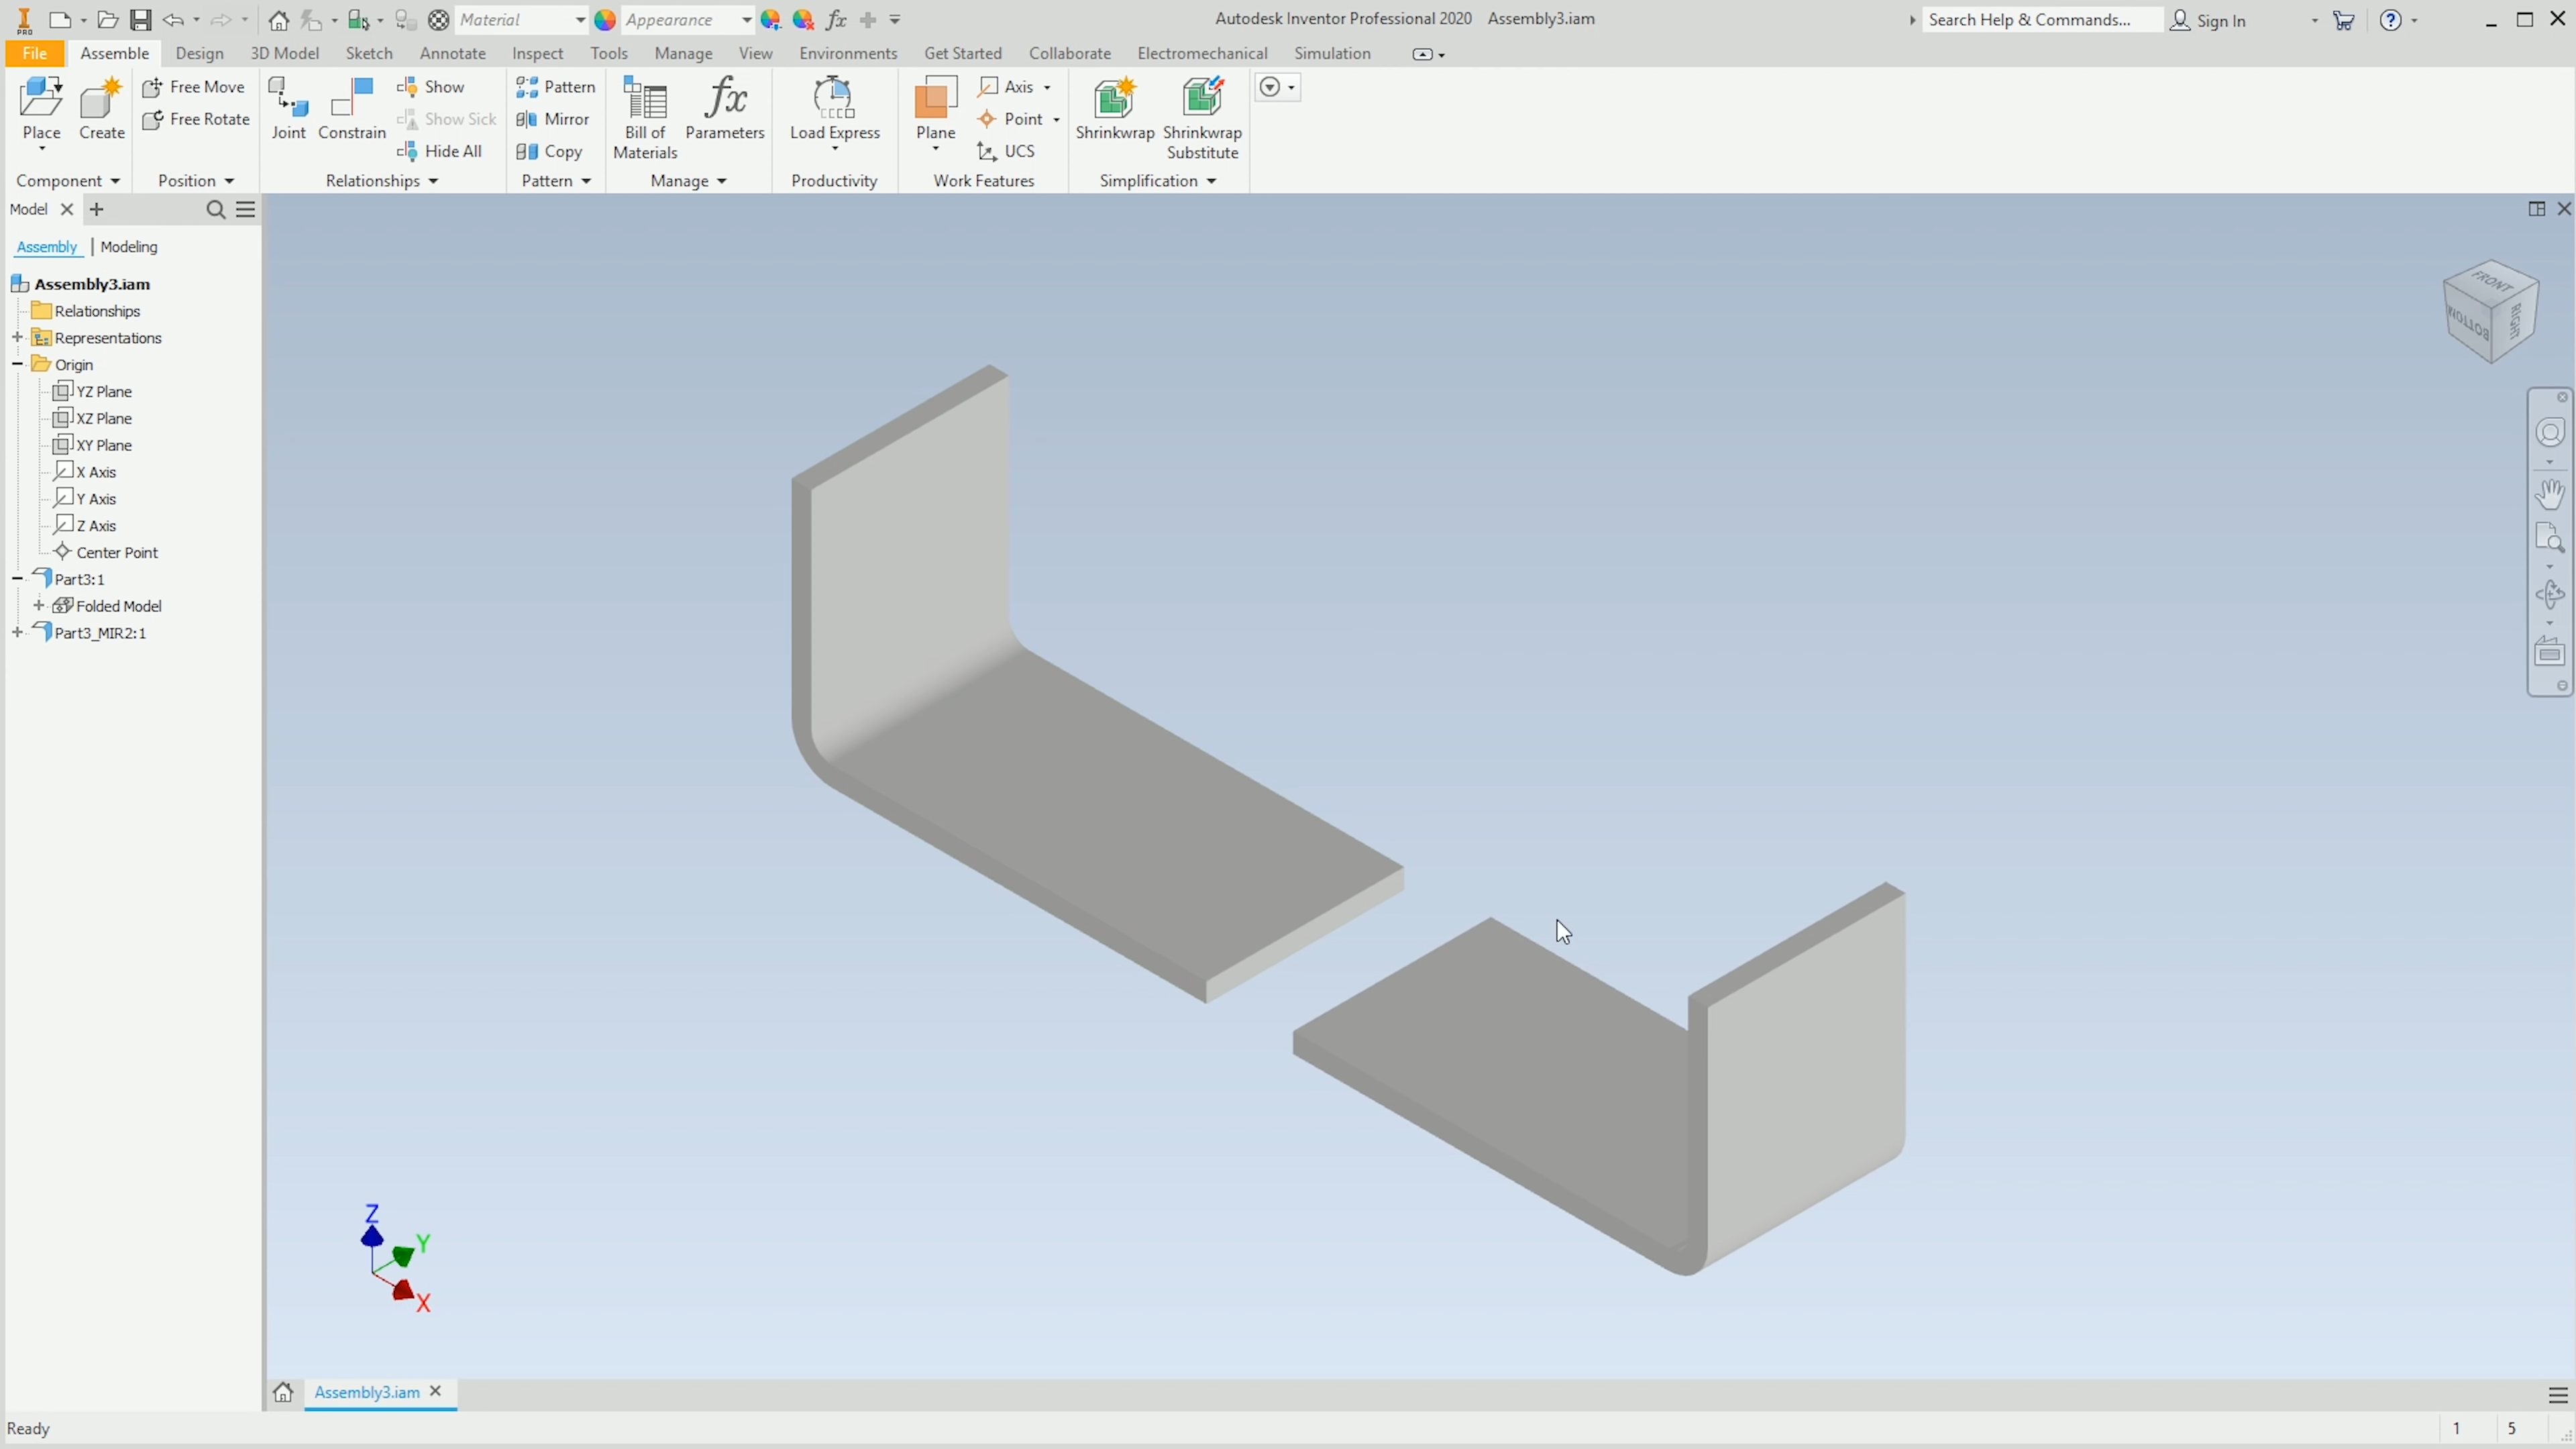 PRO
Material
Appearance
fx
Autodesk Inventor Professional 2020 Assembly3.iam
Search Help & Commands...
Sign In
File Assemble Design 3D Model Sketch Annotate Inspect Tools Manage View Environments Get Started Collaborate Electromechanical Simulation
Place
Create
Free Move
Free Rotate
Joint
Constrain
Show
Show Sick
Hide All
Pattern
Mirror
Copy
Bill of
Materials
fx
Parameters
Load Express
Plane
Axis
Point
UCS
Shrinkwrap
Shrinkwrap
Substitute
Component
Position
Relationships
Pattern
Manage
Productivity
Work Features
Simplification
Model
Assembly | Modeling
Assembly3.iam
Relationships
Representations
Origin
YZ Plane
XZ Plane
XY Plane
X Axis
Y Axis
Z Axis
Center Point
Part3:1
Folded Model
Part3_MIR2:1
FRONT
BOTTOM
RIGHT
Z
Y
X
Assembly3.iam
Ready
1 5